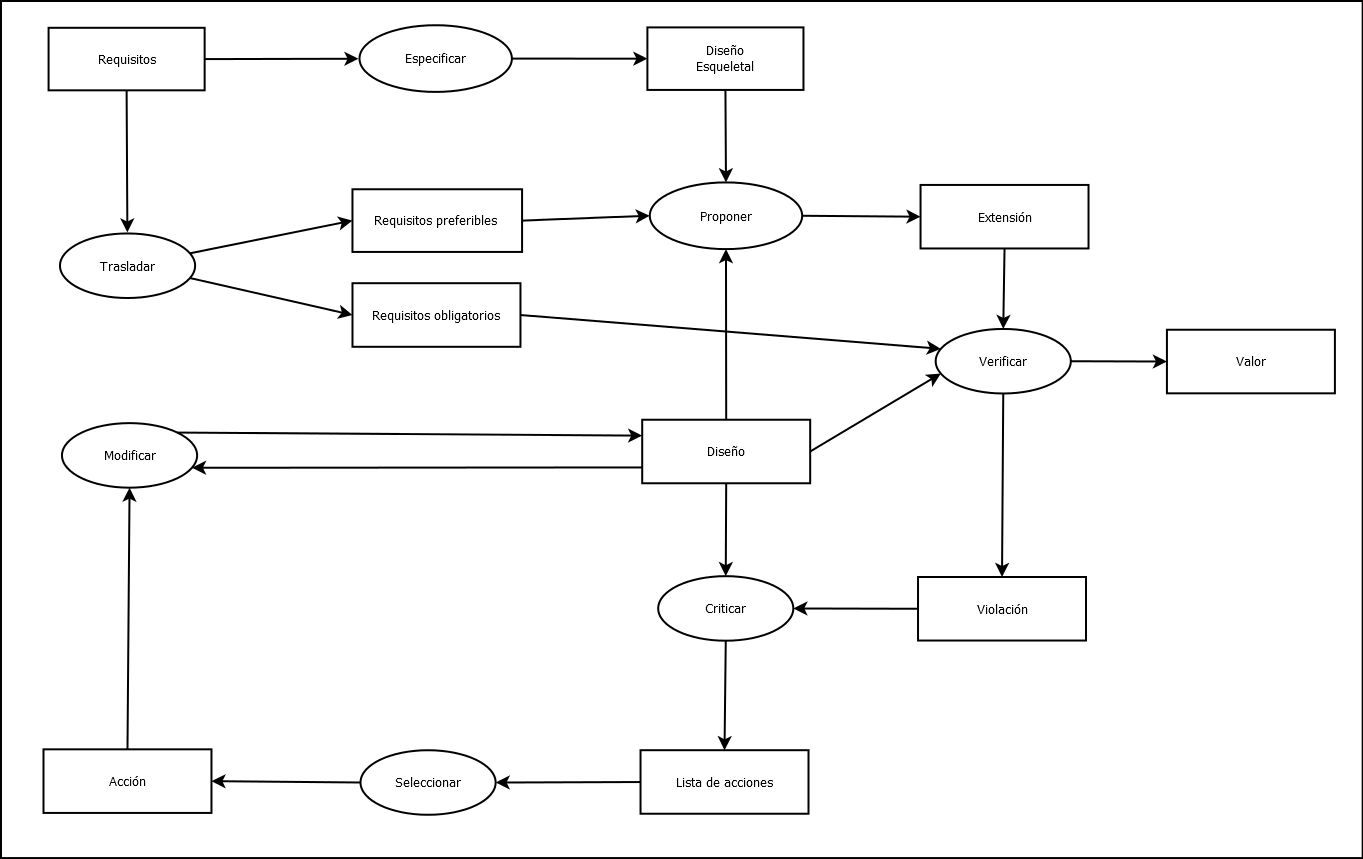 Requisitos
Especificar
Diseño
Esqueletal
Requisitos preferibles
Proponer
Extensión
Trasladar
Requisitos obligatorios
Verificar
Valor
Modificar
Diseño
Criticar
Violación
Acción
Seleccionar
Lista de acciones